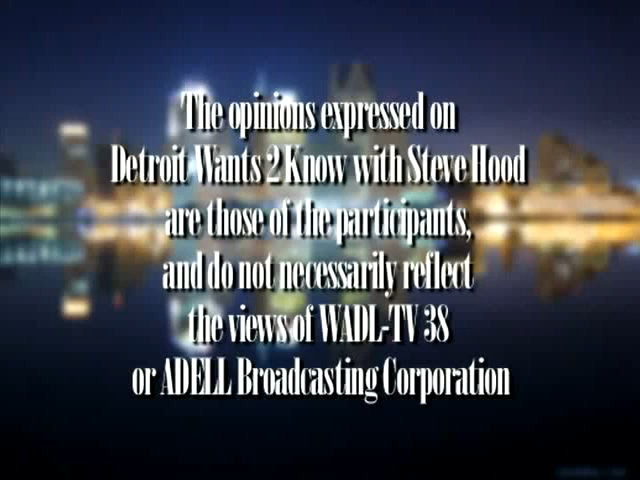 The opinions expressed on
Detroit Wants 2 Know with Steve Hood
are those of the participants,
and do not necessarily reflect
the views of WADL-TV 38
or ADELL Broadcasting Corporation